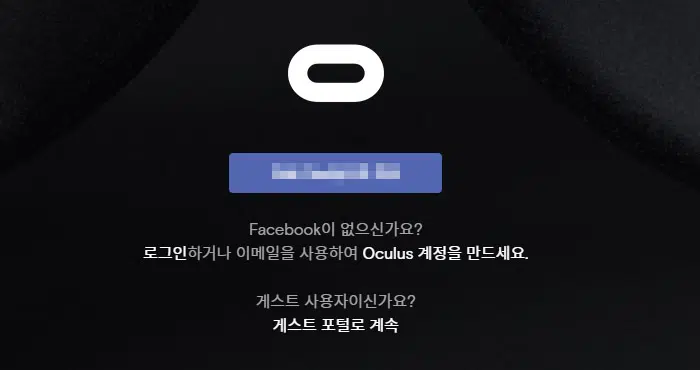 Facebook이 없으신가요?
로그인하거나 이메일을 사용하여 Oculus 계정을 만드세요.
게스트 사용자이신가요?
게스트 포털로 계속